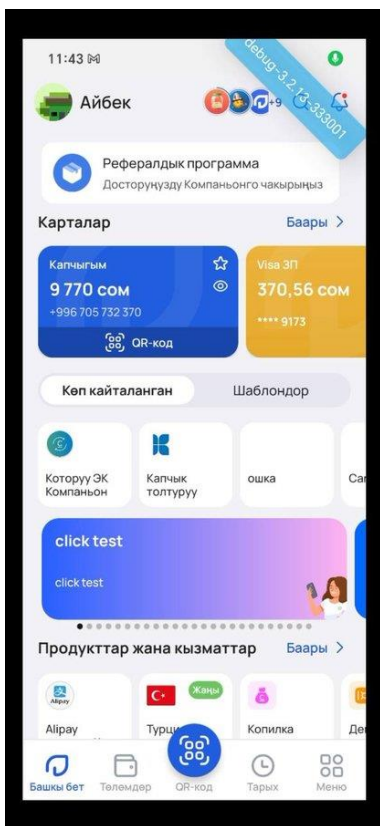 11:43
debug-3.2.13-333001
Айбек
+9
Рефералдык программа
Досторуңузду Компаньонго чакырыңыз
Карталар
Баары
Капчыгым
9 770 сом
+996 705 732 370
QR-код
Visa ЗП
370,56 сом
**** 9173
Көп кайталанган
Шаблондор
Которуу ЭК
Компаньон
Капчык
толтуруу
ошка
click test
click test
Продукттар жана кызматтар
Баары
Alipay
Alipay
Жаңы
Копилка
Башкы бет
Төлөмдөр
QR-код
Тарых
Меню